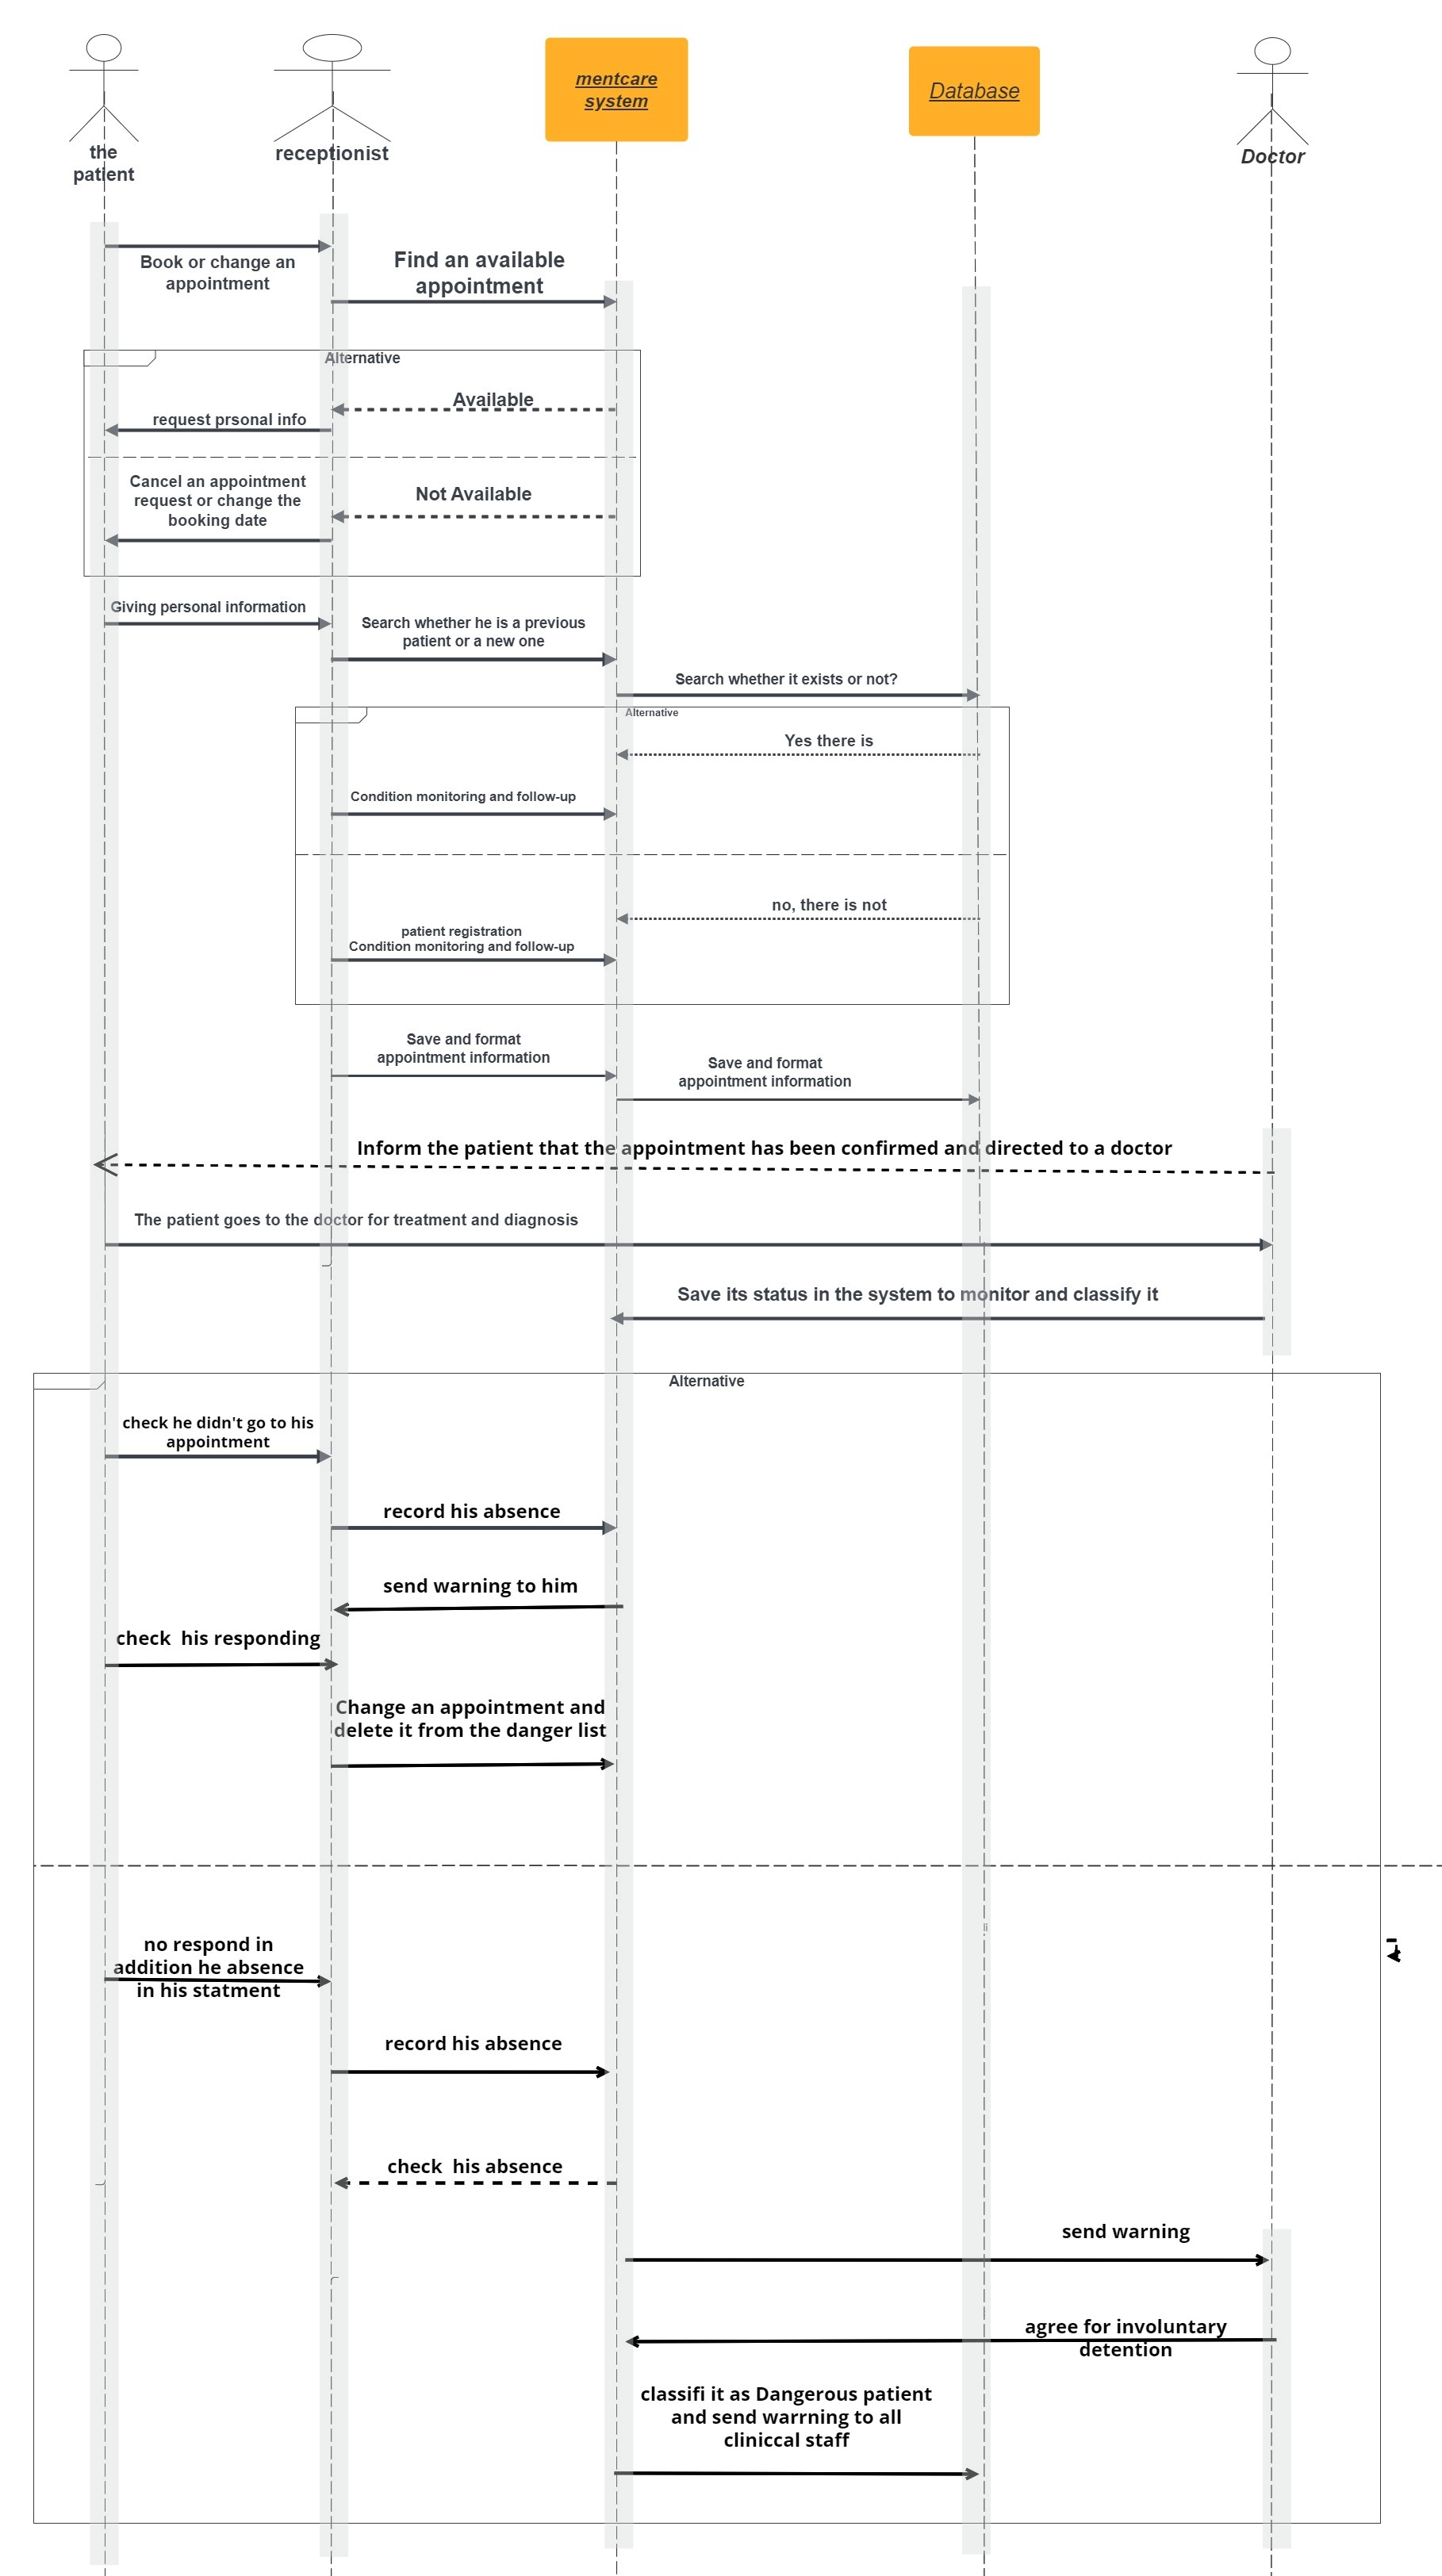 the
patient
receptionist
mentcare
system
Database
Doctor
Book or change an
appointment
Find an available
appointment
Alternative
Available
request prsonal info
Cancel an appointment
request or change the
booking date
Not Available
Giving personal information
Search whether he is a previous
patient or a new one
Search whether it exists or not?
Alternative
Yes there is
Condition monitoring and follow-up
no, there is not
patient registration
Condition monitoring and follow-up
Save and format
appointment information
Save and format
appointment information
Inform the patient that the appointment has been confirmed and directed to a doctor
The patient goes to the doctor for treatment and diagnosis
Save its status in the system to monitor and classify it
Alternative
check he didn't go to his
appointment
record his absence
send warning to him
check  his responding
Change an appointment and
delete it from the danger list
no respond in
addition he absence
in his statment
record his absence
check  his absence
send warning
agree for involuntary
detention
classifi it as Dangerous patient
and send warrning to all
cliniccal staff